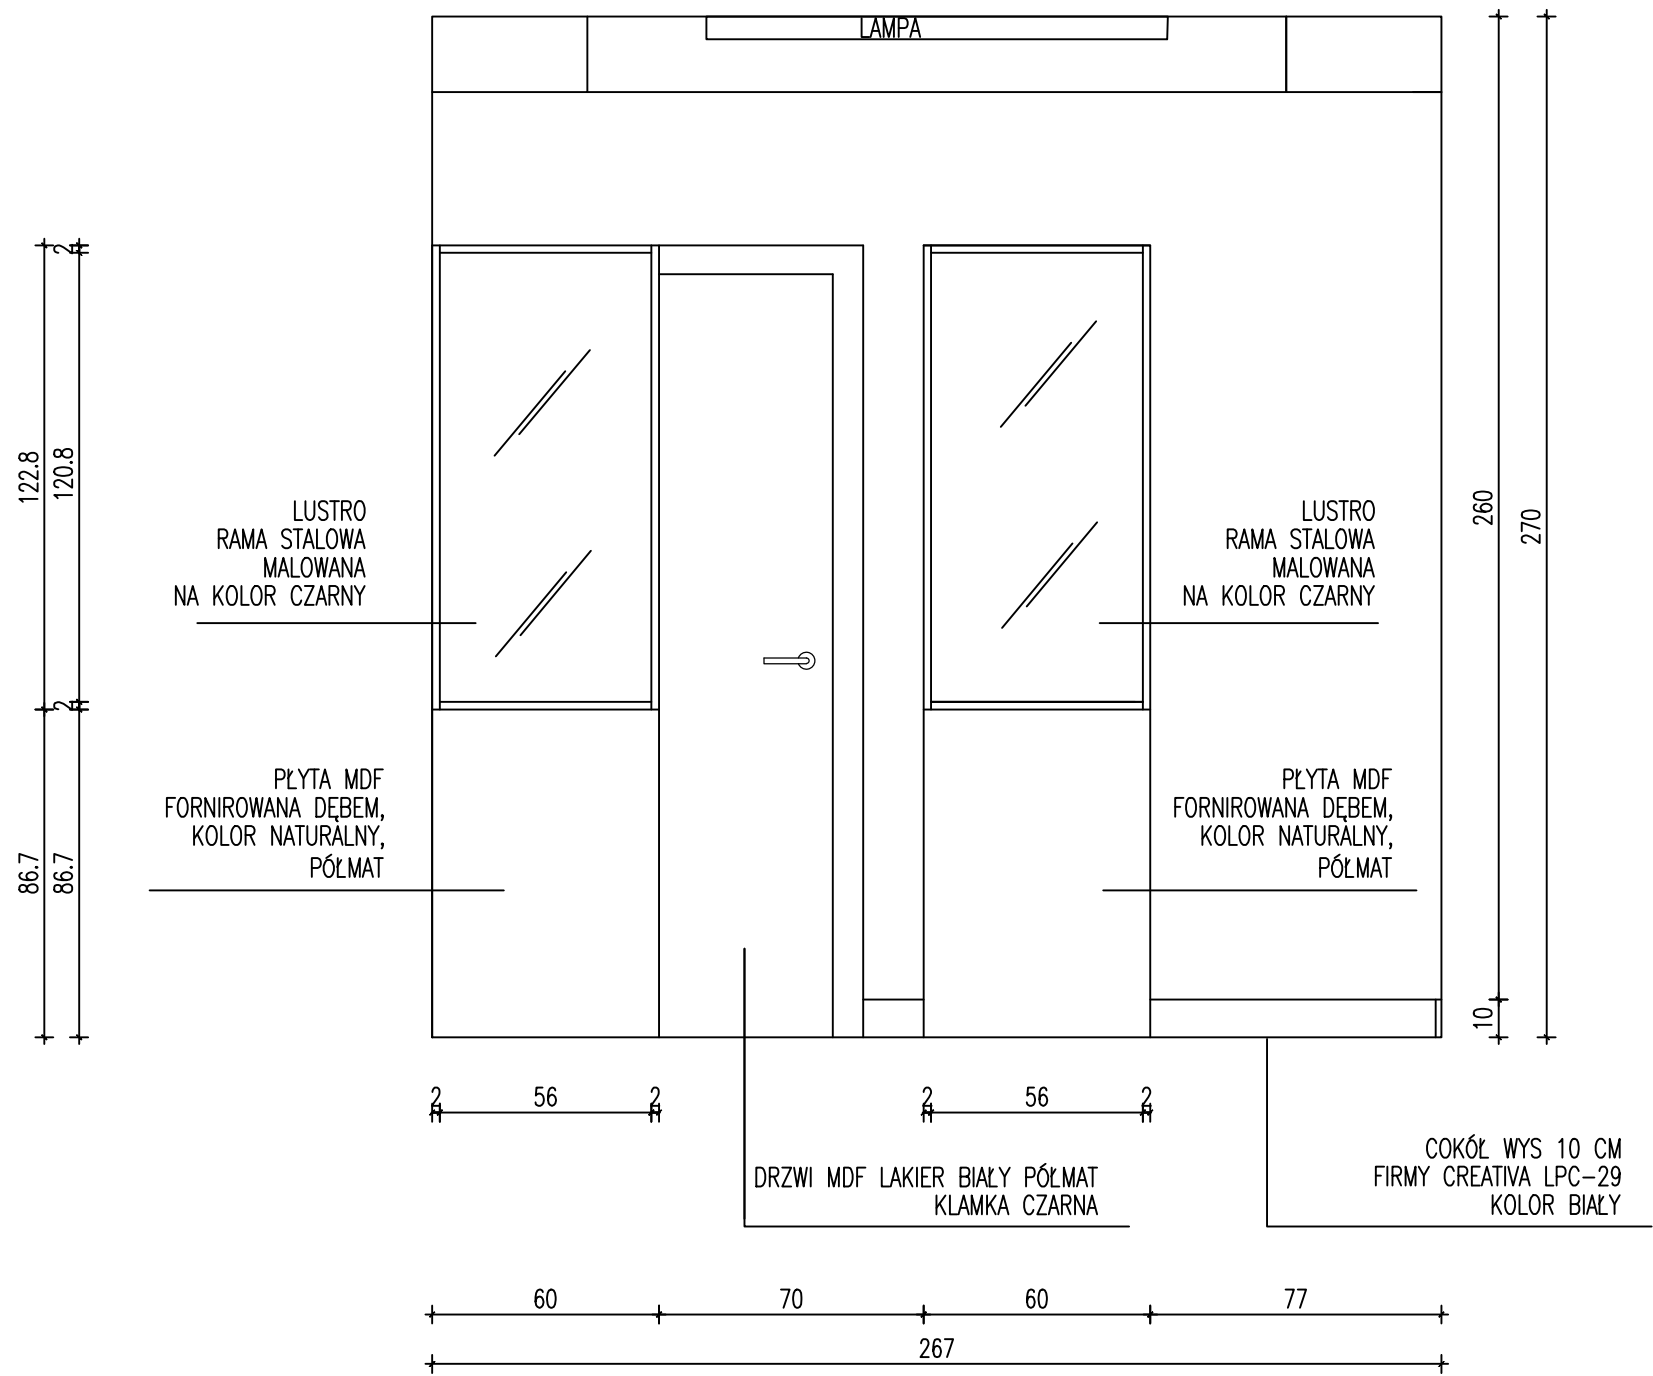 LAMPA
2
122.8
120.8
LUSTRO
RAMA STALOWA
MALOWANA
NA KOLOR CZARNY
LUSTRO
RAMA STALOWA
MALOWANA
NA KOLOR CZARNY
260
270
2
PŁYTA MDF
FORNIROWANA DĘBEM,
KOLOR NATURALNY,
PÓŁMAT
PŁYTA MDF
FORNIROWANA DĘBEM,
KOLOR NATURALNY,
PÓŁMAT
86.7
86.7
10
2
56
2
2
56
2
DRZWI MDF LAKIER BIAŁY PÓŁMAT
KLAMKA CZARNA
COKÓŁ WYS 10 CM
FIRMY CREATIVA LPC-29
KOLOR BIAŁY
60
70
60
77
267